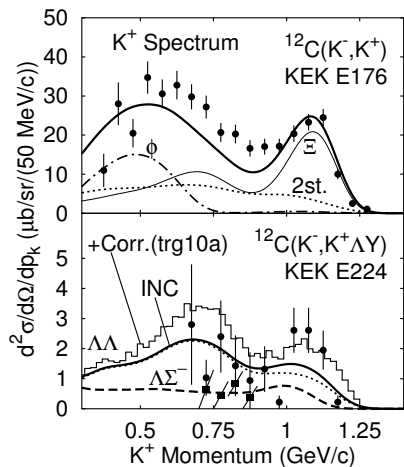 50
40
30
20
10
0
K⁺ Spectrum
¹²C(K⁻,K⁺)
KEK E176
ϕ
Ξ
2st.
d²σ/dΩ/dpₖ (μb/sr/(50 MeV/c))
5
4
3
2
1
0
+Corr.(trg10a)
INC
ΛΛ
ΛΣ⁻
¹²C(K⁻,K⁺ΛY)
KEK E224
0.5
0.75
1
1.25
K⁺ Momentum (GeV/c)